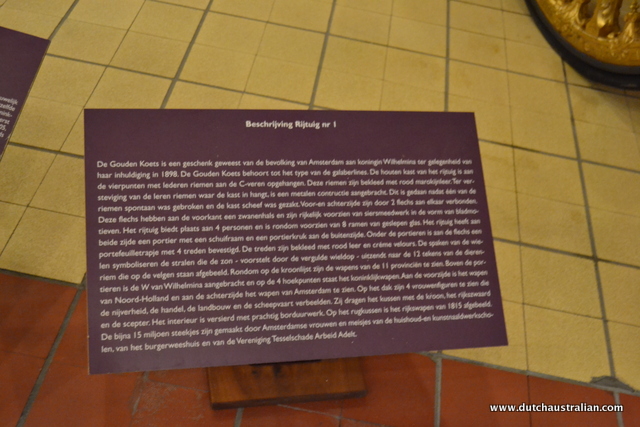 Beschrijving Rijtuig nr 1
De Gouden Koets is een geschenk geweest van de bevolking van Amsterdam aan koningin Wilhelmina ter gelegenheid van
haar inhuldiging in 1898. De Gouden Koets behoort tot het type van de galaberlines. De houten kast van het rijtuig is aan
de vierpunten met lederen riemen aan de C-veren opgehangen. Deze riemen zijn bekleed met rood marokijnleer. Ter ver-
steviging van de leren riemen waar de kast in hangt, is een metalen contructie aangebracht. Dit is gedaan nadat één van de
riemen spontaan was gebroken en de kast scheef was gezakt. Voor-en achterzijde zijn door 2 flechs aan elkaar verbonden.
Deze flechs hebben aan de voorkant een zwanenhals en zijn rijkelijk voorzien van siersmeedwerk in de vorm van bladmo-
tieven. Het rijtuig biedt plaats aan 4 personen en is rondom voorzien van 8 ramen van geslepen glas. Het rijtuig heeft aan
beide zijde een portier met een schuifraam en een portierkruk aan de buitenzijde. Onder de portieren is aan de flechs een
portefeuilletrapje met 4 treden bevestigd. De treden zijn bekleed met rood leer en crème velours. De spaken van de wie-
len symboliseren de stralen die de zon - voorstels door de vergulde wieldop - uitzendt naar de 12 tekens van de dieren-
riem die op de velgen staan afgebeeld. Rondom op de kroonlijst zijn de wapens van de 11 provinciën te zien. Boven de por-
tieren is de W van Wilhelmina aangebracht en op de 4 hoekpunten staat het koninklijkwapen. Aan de voorzijde is het wapen
van Noord-Holland en aan de achterzijde het wapen van Amsterdam te zien. Op het dak zijn 4 vrouwenfiguren te zien die
de nijverheid, de handel, de landbouw en de scheepvaart verbeelden. Zij dragen het kussen met de kroon, het rijkszwaard
en de scepter. Het interieur is versierd met prachtig borduurwerk. Op het rugkussen is het rijkswapen van 1815 afgebeeld.
De bijna 15 miljoen steekjes zijn gemaakt door Amsterdamse vrouwen en meisjes van de huishoud-en kunstnaaldwerkscho-
len, van het burgerweeshuis en van de Vereniging Tesselschade Arbeid Adelt.
www.dutchaustralian.com